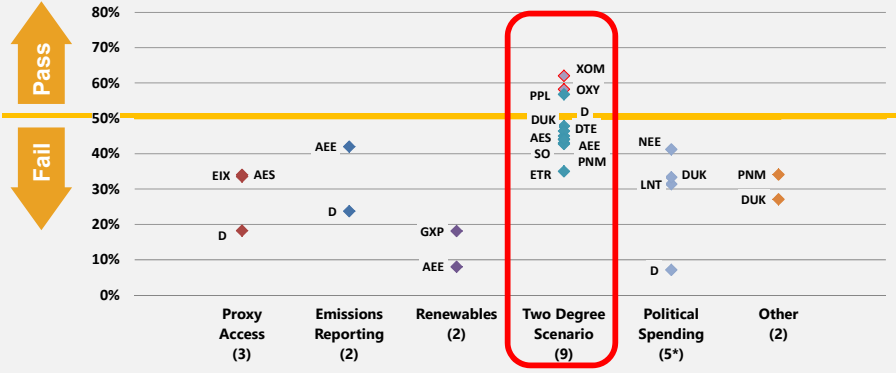 Pass
Fail
80%
70%
60%
50%
40%
30%
20%
10%
0%
EIX AES
D
AEE
D
GXP
AEE
XOM
OXY
PPL
D
DUK
DTE
AES
AEE
SO
PNM
ETR
NEE
DUK
LNT
D
PNM
DUK
Proxy
Access
(3)
Emissions
Reporting
(2)
Renewables
(2)
Two Degree
Scenario
(9)
Political
Spending
(5*)
Other
(2)